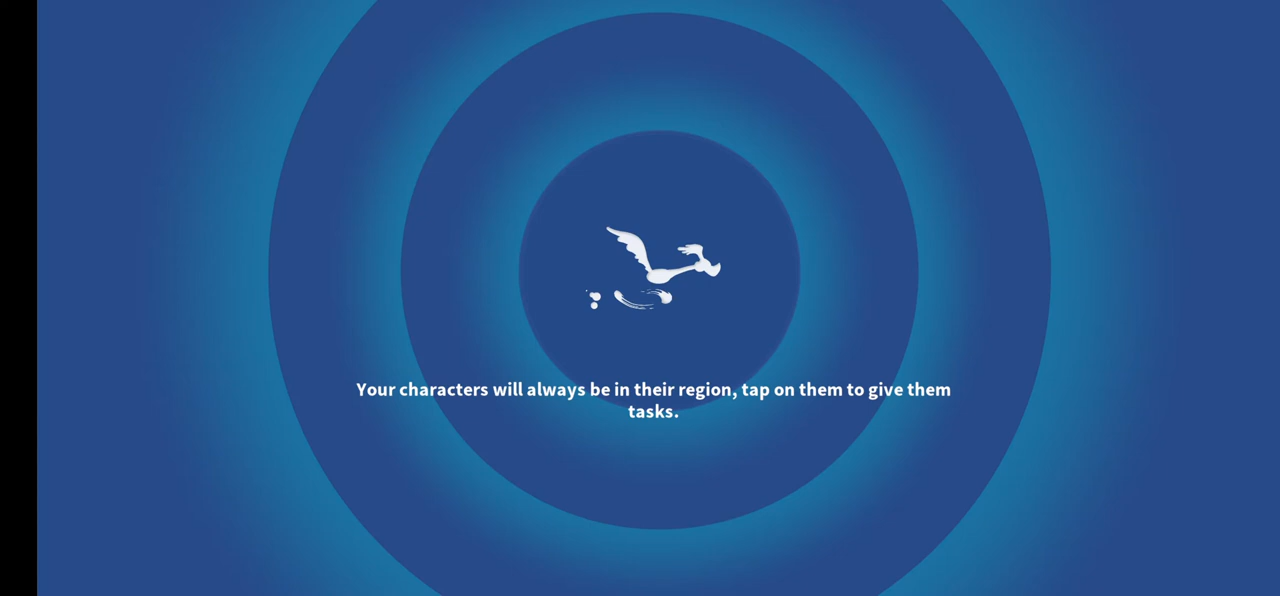 Your characters will always be in their region, tap on them to give them
tasks.